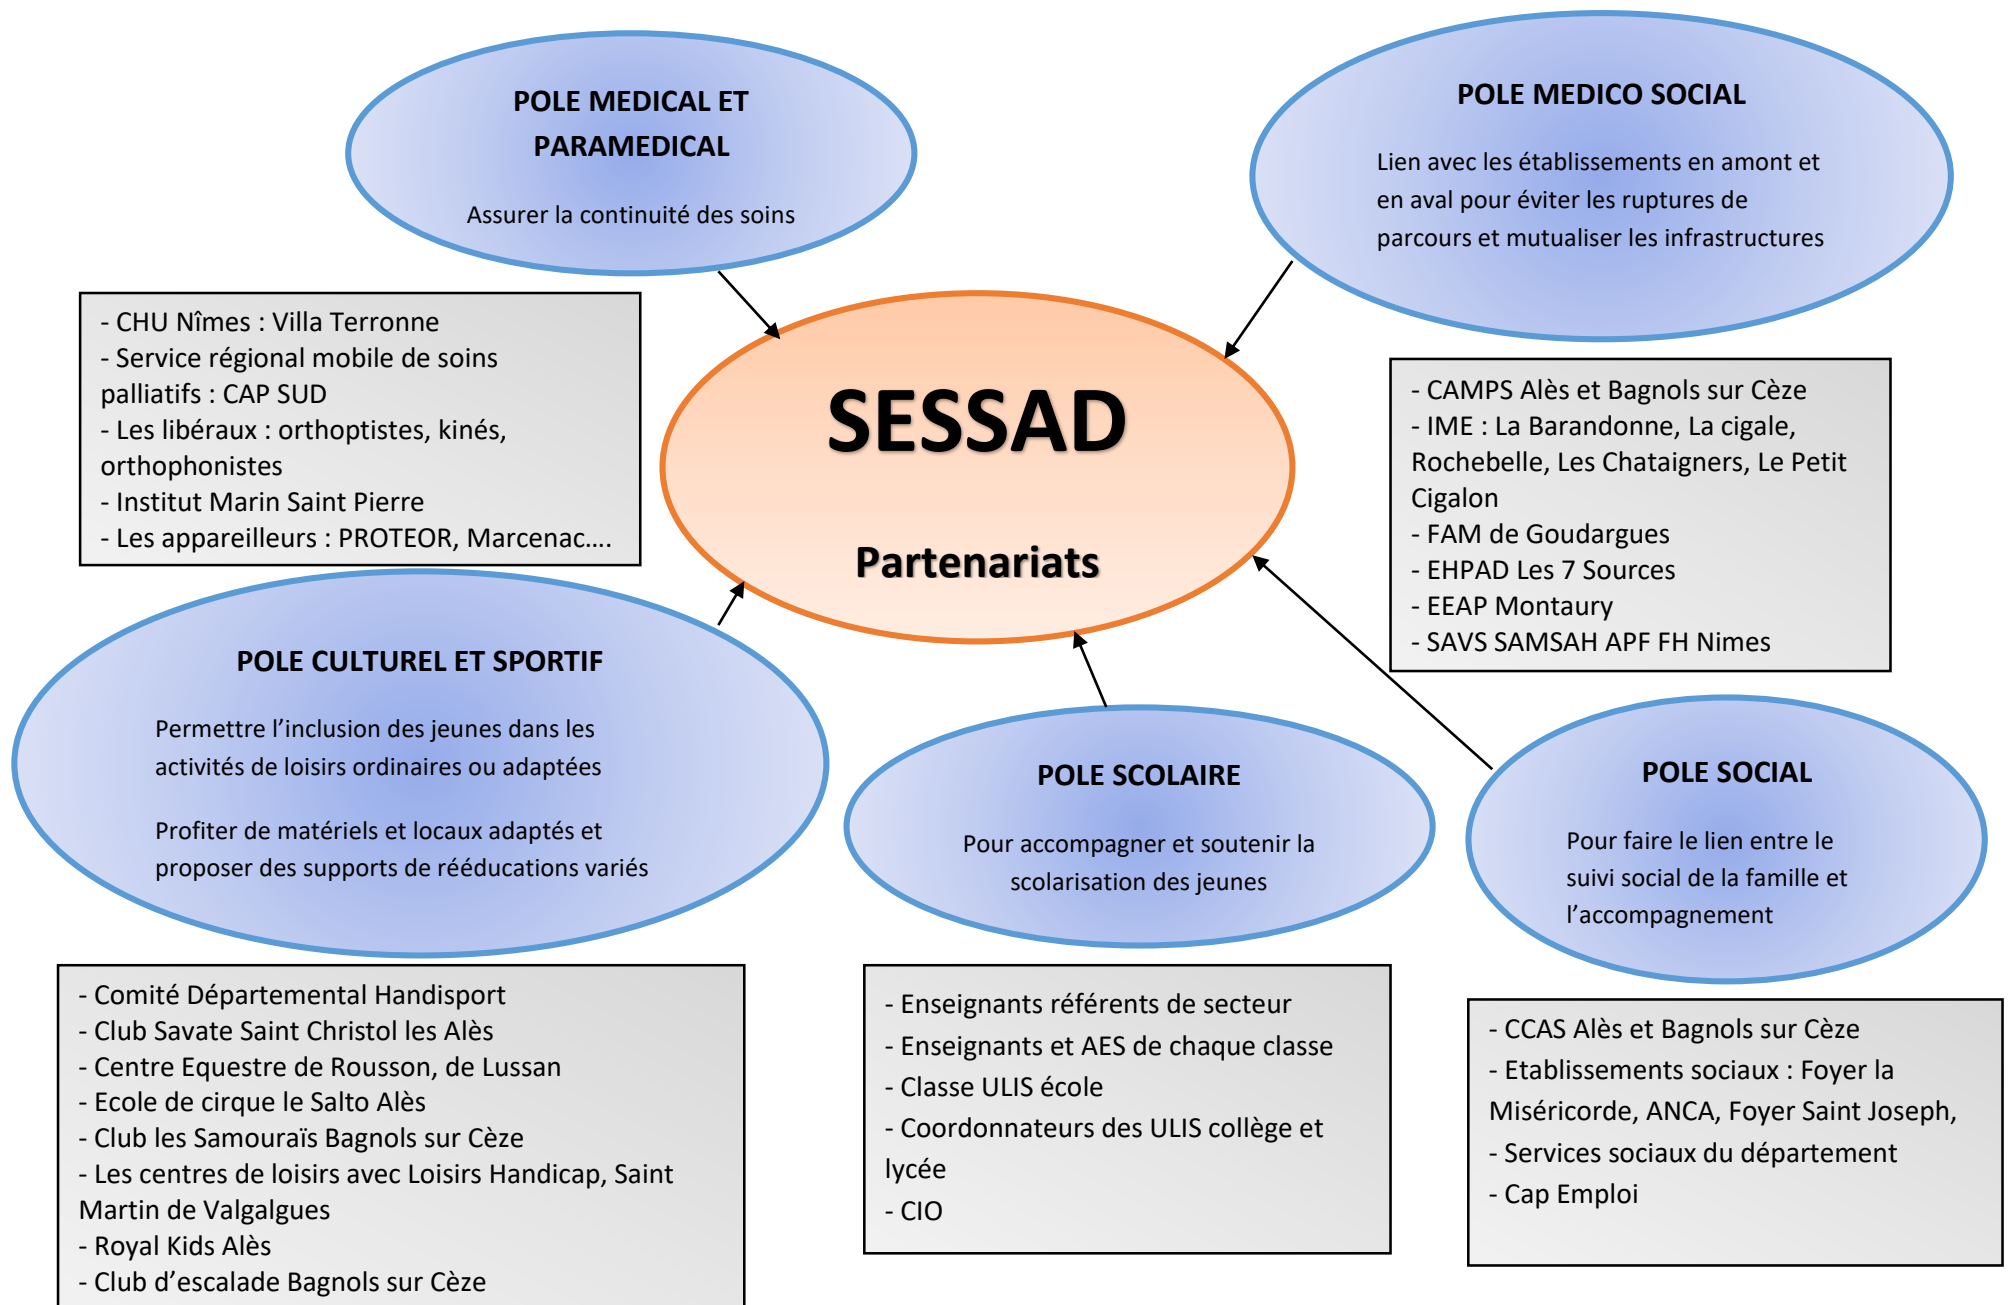 POLE MEDICAL ET
PARAMEDICAL
Assurer la continuité des soins
- CHU Nîmes : Villa Terronne
- Service régional mobile de soins
palliatifs : CAP SUD
- Les libéraux : orthoptistes, kinés,
orthophonistes
- Institut Marin Saint Pierre
- Les appareilleurs : PROTEOR, Marcenac….
POLE MEDICO SOCIAL
Lien avec les établissements en amont et
en aval pour éviter les ruptures de
parcours et mutualiser les infrastructures
- CAMPS Alès et Bagnols sur Cèze
- IME : La Barandonne, La cigale,
Rochebelle, Les Chataigners, Le Petit
Cigalon
- FAM de Goudargues
- EHPAD Les 7 Sources
- EEAP Montaury
- SAVS SAMSAH APF FH Nimes
SESSAD
Partenariats
POLE CULTUREL ET SPORTIF
Permettre l’inclusion des jeunes dans les
activités de loisirs ordinaires ou adaptées
Profiter de matériels et locaux adaptés et
proposer des supports de rééducations variés
- Comité Départemental Handisport
- Club Savate Saint Christol les Alès
- Centre Equestre de Rousson, de Lussan
- Ecole de cirque le Salto Alès
- Club les Samouraïs Bagnols sur Cèze
- Les centres de loisirs avec Loisirs Handicap, Saint
Martin de Valgalgues
- Royal Kids Alès
- Club d’escalade Bagnols sur Cèze
POLE SCOLAIRE
Pour accompagner et soutenir la
scolarisation des jeunes
- Enseignants référents de secteur
- Enseignants et AES de chaque classe
- Classe ULIS école
- Coordonnateurs des ULIS collège et
lycée
- CIO
POLE SOCIAL
Pour faire le lien entre le
suivi social de la famille et
l’accompagnement
- CCAS Alès et Bagnols sur Cèze
- Etablissements sociaux : Foyer la
Miséricorde, ANCA, Foyer Saint Joseph,
- Services sociaux du département
- Cap Emploi